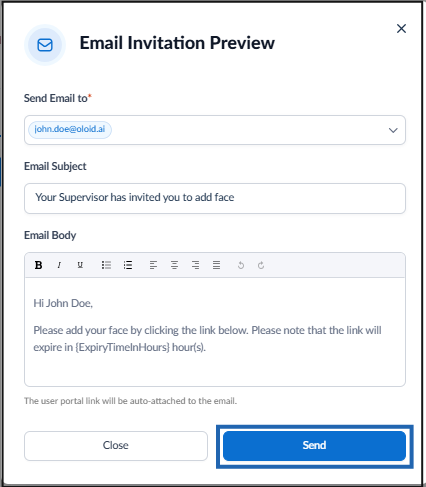 Email Invitation Preview
Send Email to*
john.doe@oloid.ai
Email Subject
Your Supervisor has invited you to add face
Email Body
B I U
Hi John Doe,
Please add your face by clicking the link below. Please note that the link will
expire in {ExpiryTimeInHours} hour(s).
The user portal link will be auto-attached to the email.
Close Send